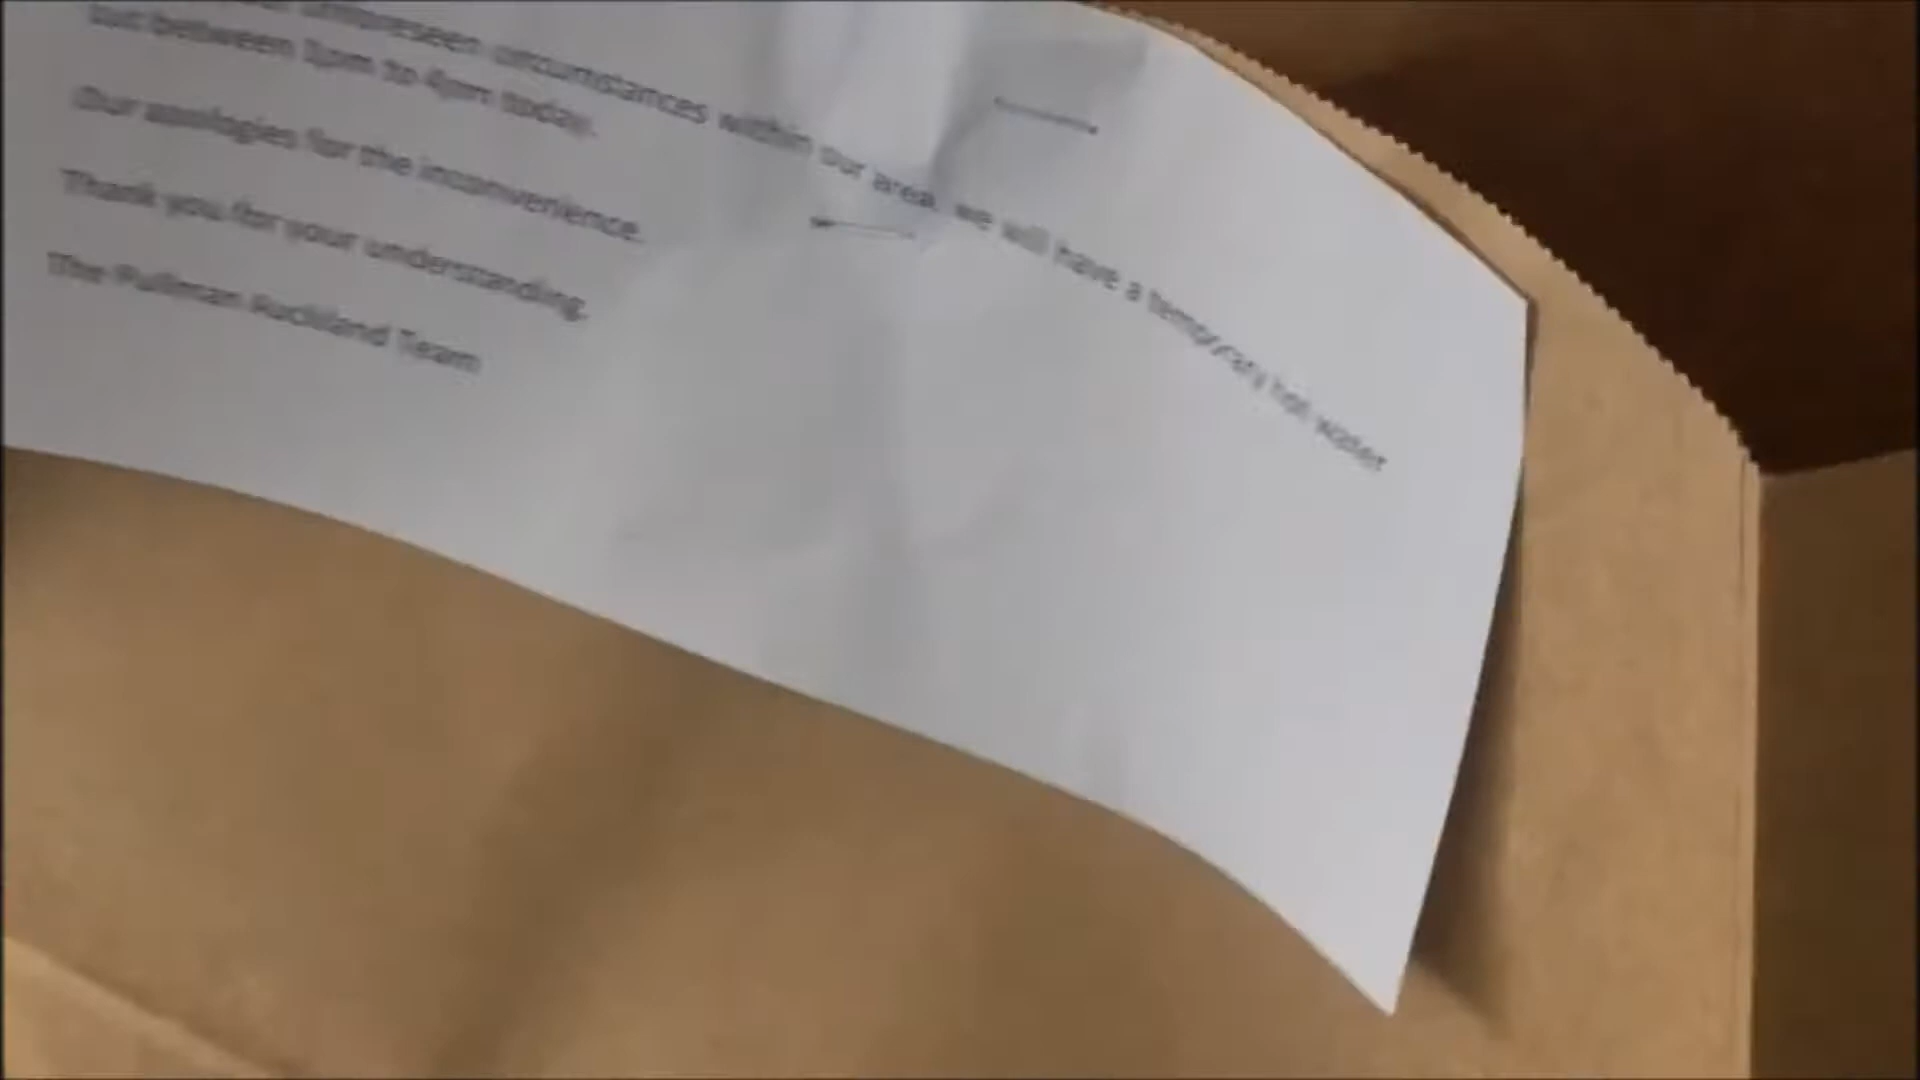 unforeseen circumstances within our area, we will have a temporary hot water
between 1pm to 4pm today.
Our apologies for the inconvenience.
Thank you for your understanding,
The Pullman Auckland Team